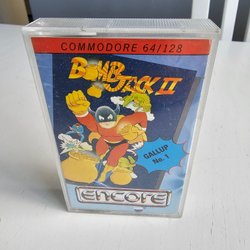 COMMODORE 64/128
BOMB
JACK II
GALLUP
No. 1
encore